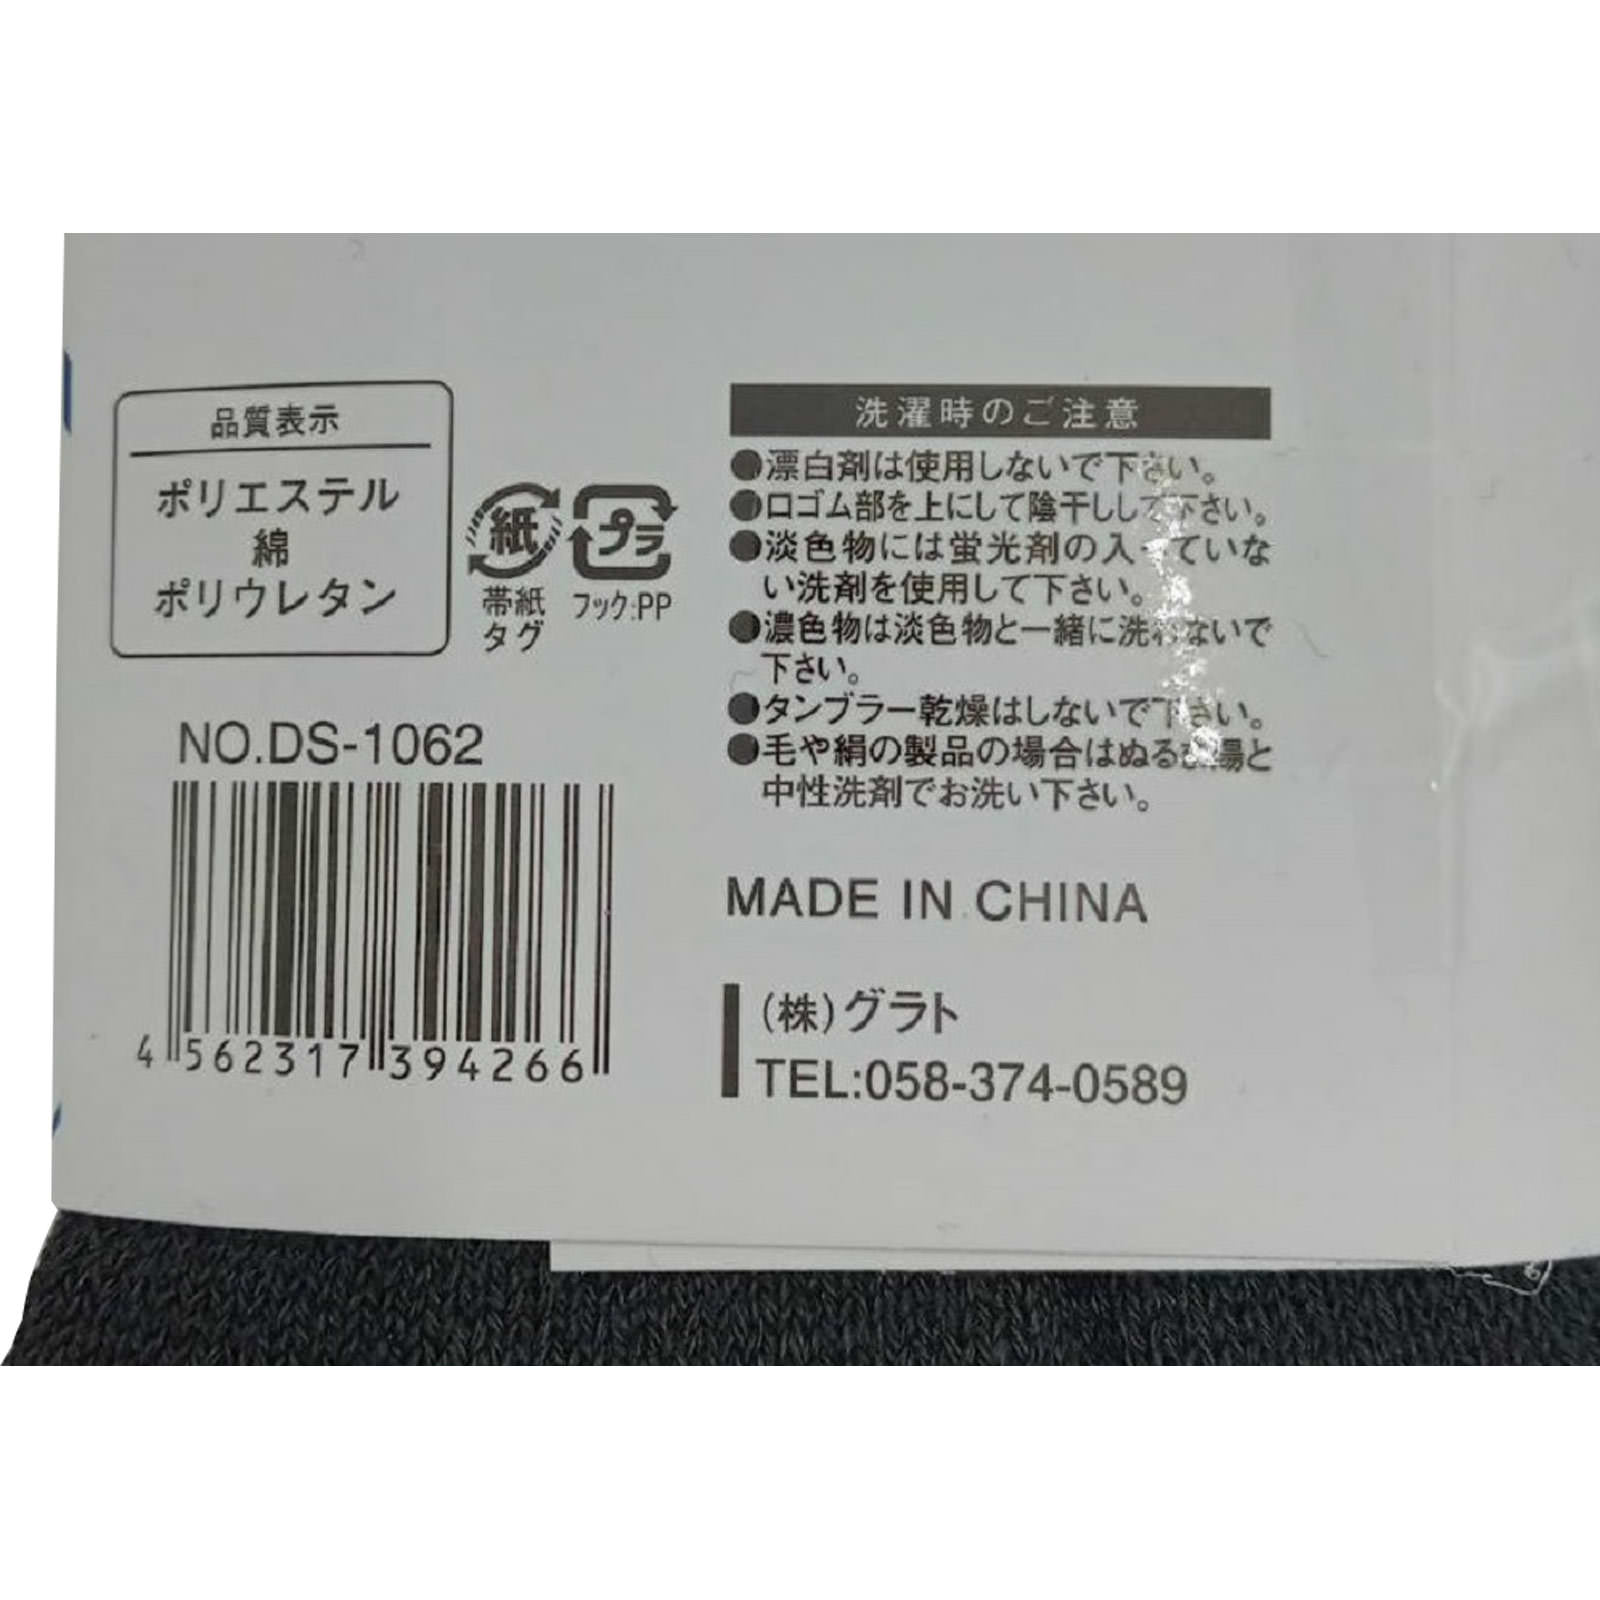 品質表示
ポリエステル
綿
ポリウレタン
紙
帯紙
タグ
プラ
フック:PP
NO.DS-1062
4562317394266
洗濯時のご注意
●漂白剤は使用しないで下さい。
●口ゴム部を上にして陰干しして下さい。
●淡色物には蛍光剤の入っていな
い洗剤を使用して下さい。
●濃色物は淡色物と一緒に洗わないで
下さい。
●タンブラー乾燥はしないで下さい。
●毛や絹の製品の場合はぬるま湯と
中性洗剤でお洗い下さい。
MADE IN CHINA
(株)グラト
TEL:058-374-0589